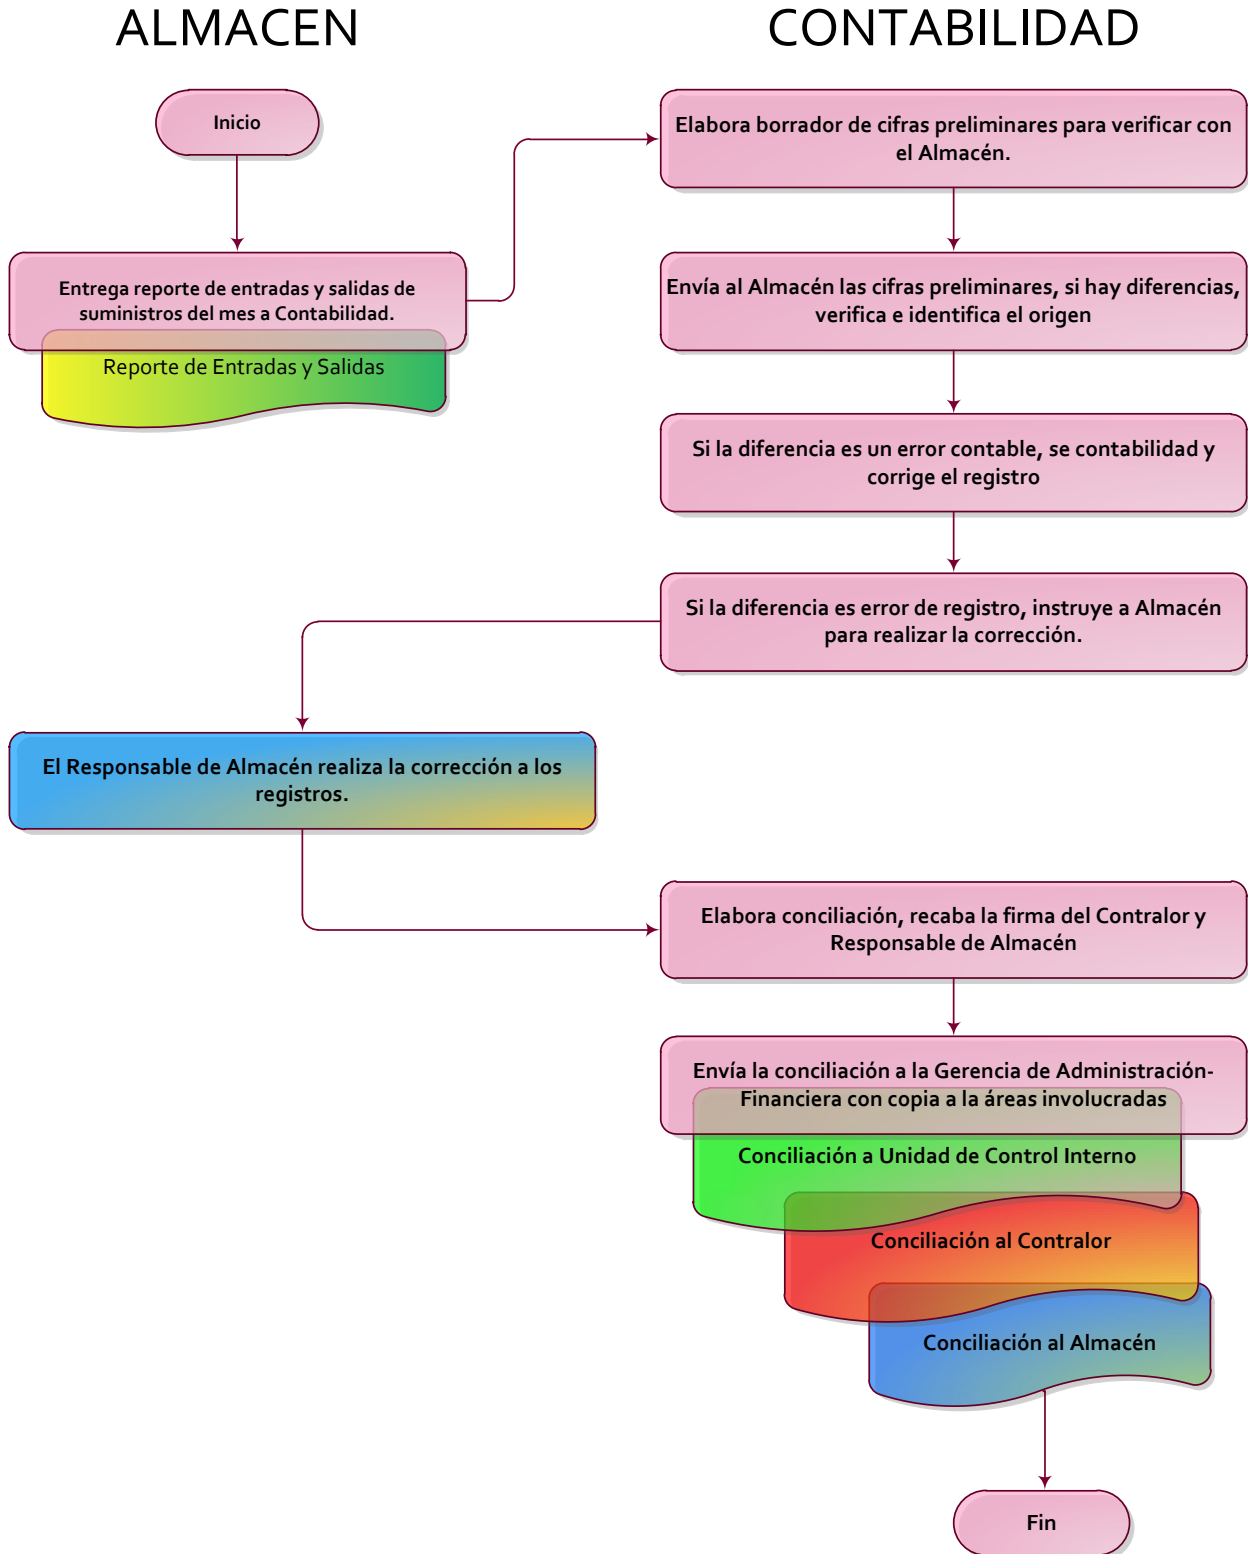 ALMACEN
CONTABILIDAD
Inicio
Entrega reporte de entradas y salidas de
suministros del mes a Contabilidad.
Reporte de Entradas y Salidas
Elabora borrador de cifras preliminares para verificar con
el Almacén.
Envía al Almacén las cifras preliminares, si hay diferencias,
verifica e identifica el origen
Si la diferencia es un error contable, se contabilidad y
corrige el registro
Si la diferencia es error de registro, instruye a Almacén
para realizar la corrección.
El Responsable de Almacén realiza la corrección a los
registros.
Elabora conciliación, recaba la firma del Contralor y
Responsable de Almacén
Envía la conciliación a la Gerencia de Administración-
Financiera con copia a la áreas involucradas
Conciliación a Unidad de Control Interno
Conciliación al Contralor
Conciliación al Almacén
Fin